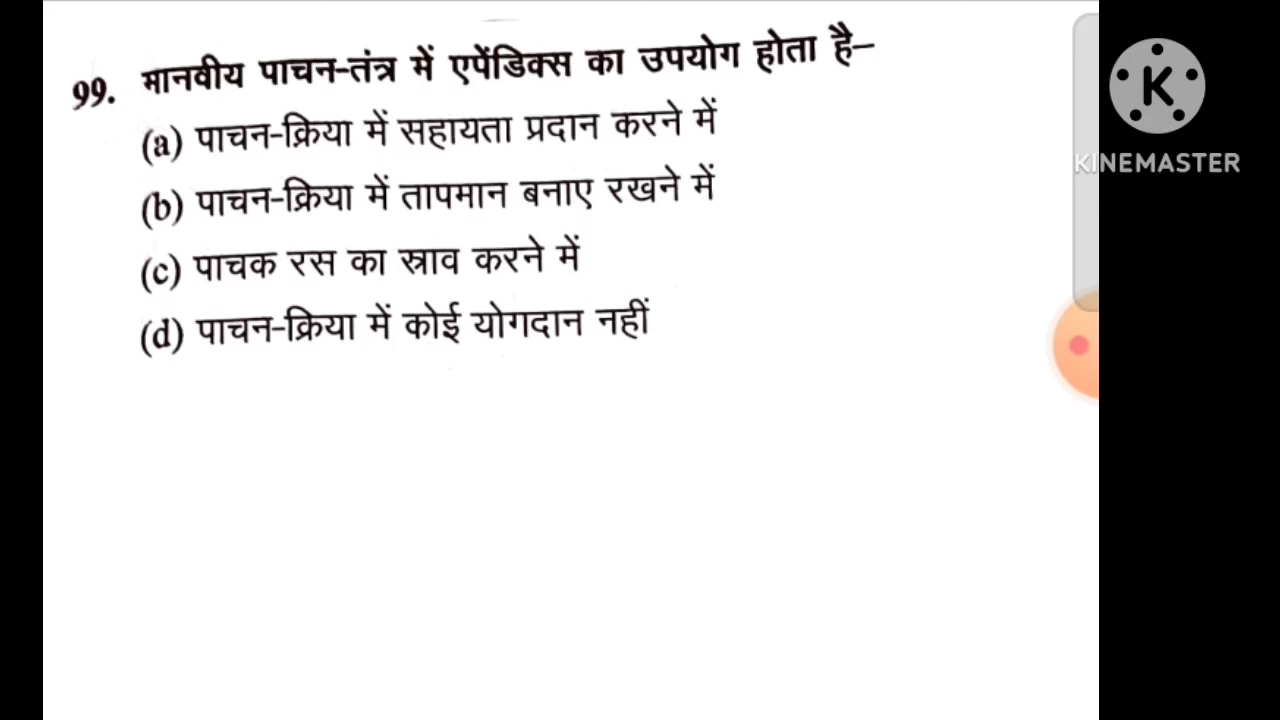 99. मानवीय पाचन-तंत्र में एपेंडिक्स का उपयोग होता है–
(a) पाचन-क्रिया में सहायता प्रदान करने में
(b) पाचन-क्रिया में तापमान बनाए रखने में
(c) पाचक रस का स्राव करने में
(d) पाचन-क्रिया में कोई योगदान नहीं
K
KINEMASTER